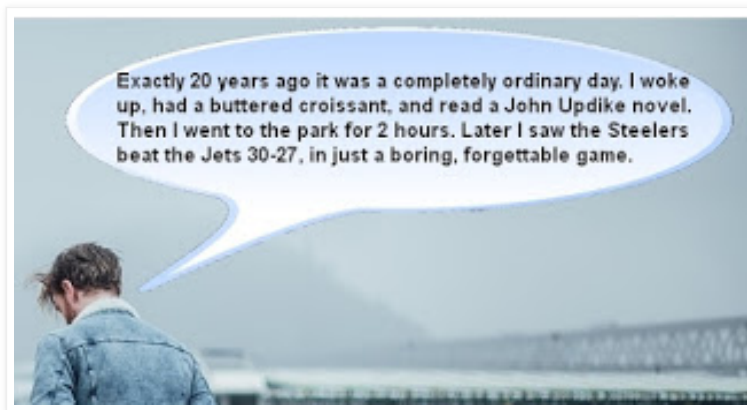 Exactly 20 years ago it was a completely ordinary day. I woke
up, had a buttered croissant, and read a John Updike novel.
Then I went to the park for 2 hours. Later I saw the Steelers
beat the Jets 30-27, in just a boring, forgettable game.